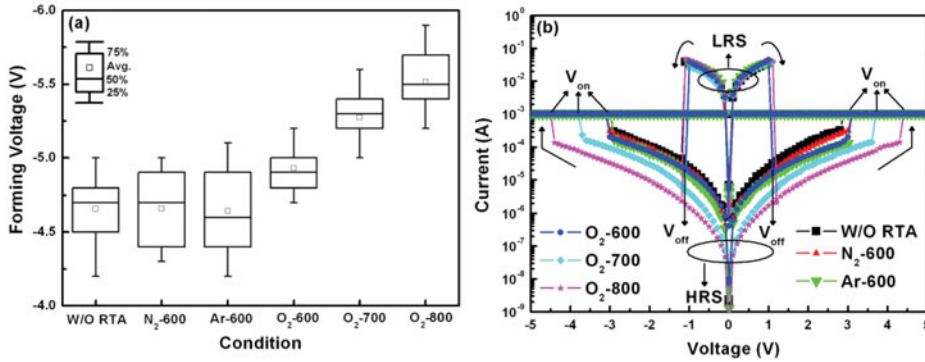 (a)
75%
Avg.
50%
25%
-6.0
-5.5
-5.0
-4.5
-4.0
Forming Voltage (V)
W/O RTA N₂-600 Ar-600 O₂-600 O₂-700 O₂-800
Condition
(b)
10⁰
10⁻¹
10⁻²
10⁻³
10⁻⁴
10⁻⁵
10⁻⁶
10⁻⁷
10⁻⁸
10⁻⁹
Current (A)
LRS
Von
Von
Voff
Voff
HRS
O₂-600
O₂-700
O₂-800
W/O RTA
N₂-600
Ar-600
-5 -4 -3 -2 -1 0 1 2 3 4 5
Voltage (V)